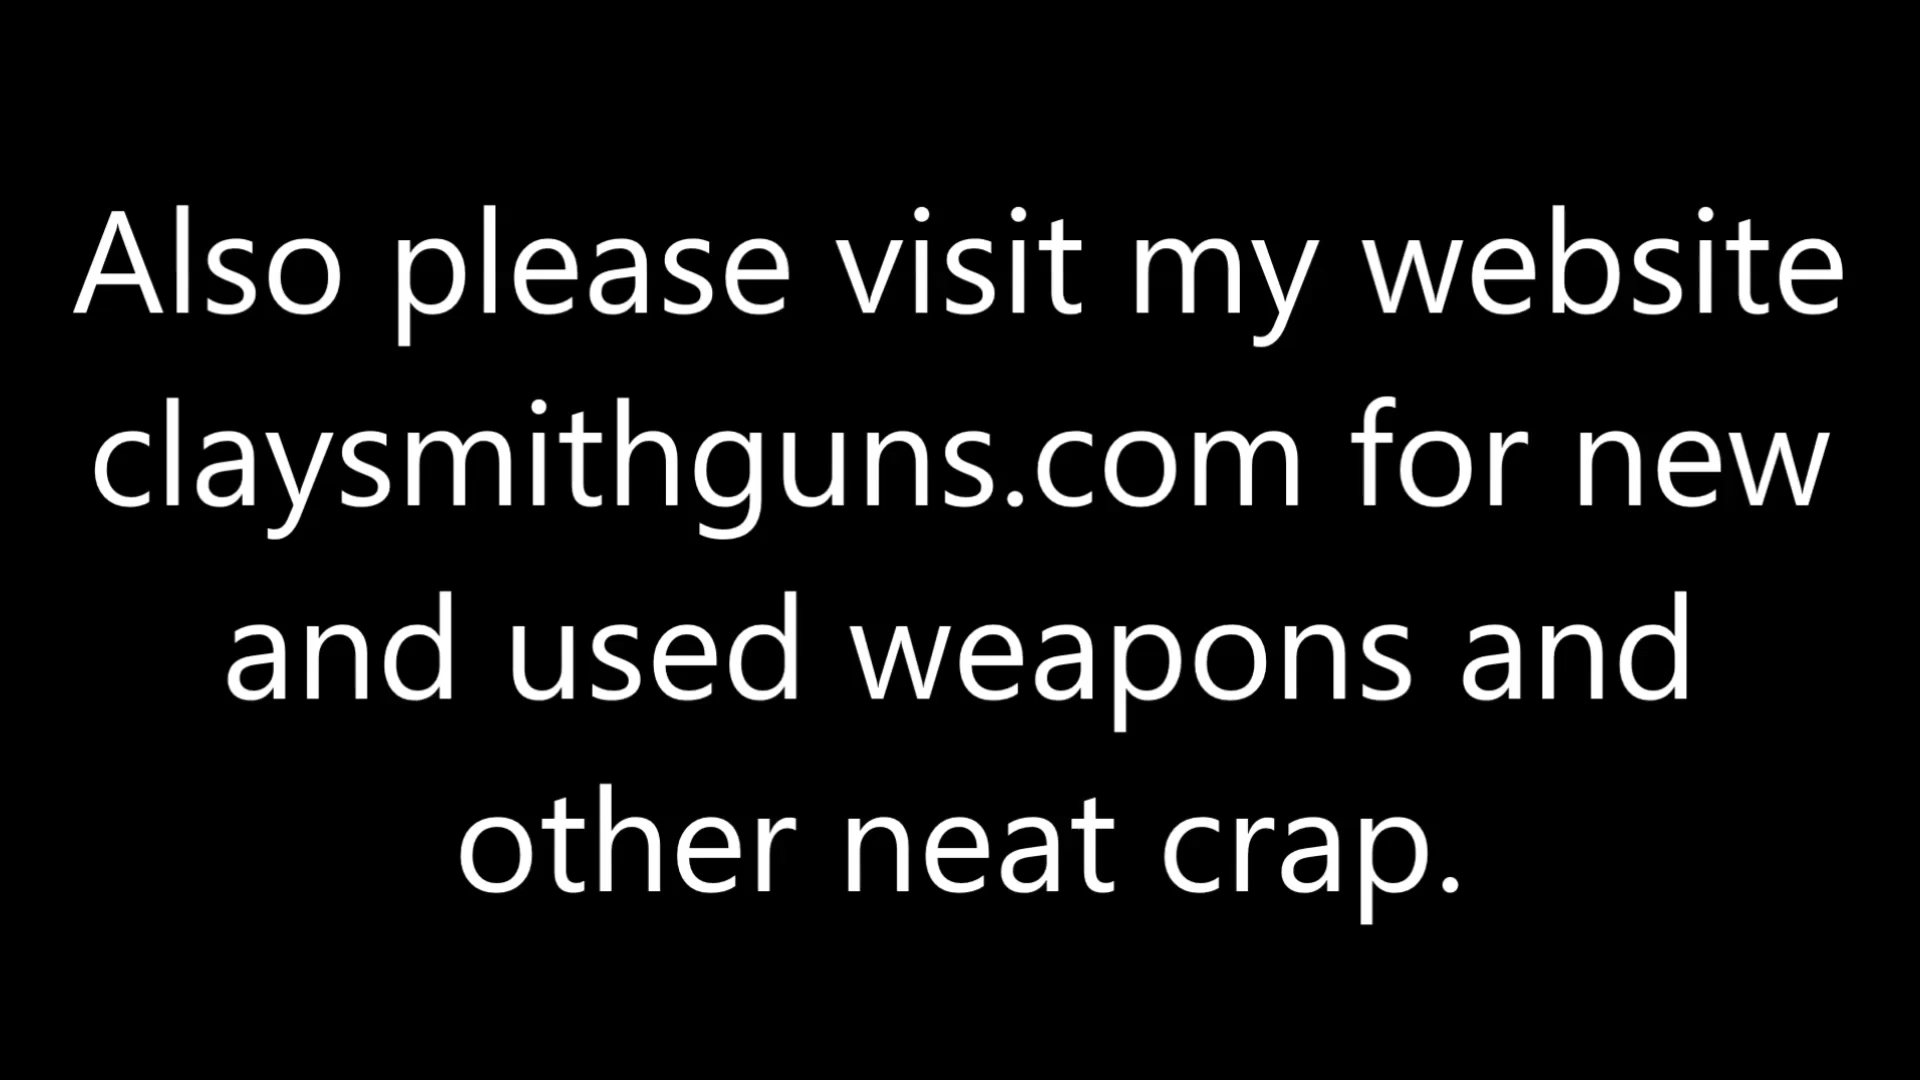 Also please visit my website
claysmithguns.com for new
and used weapons and
other neat crap.